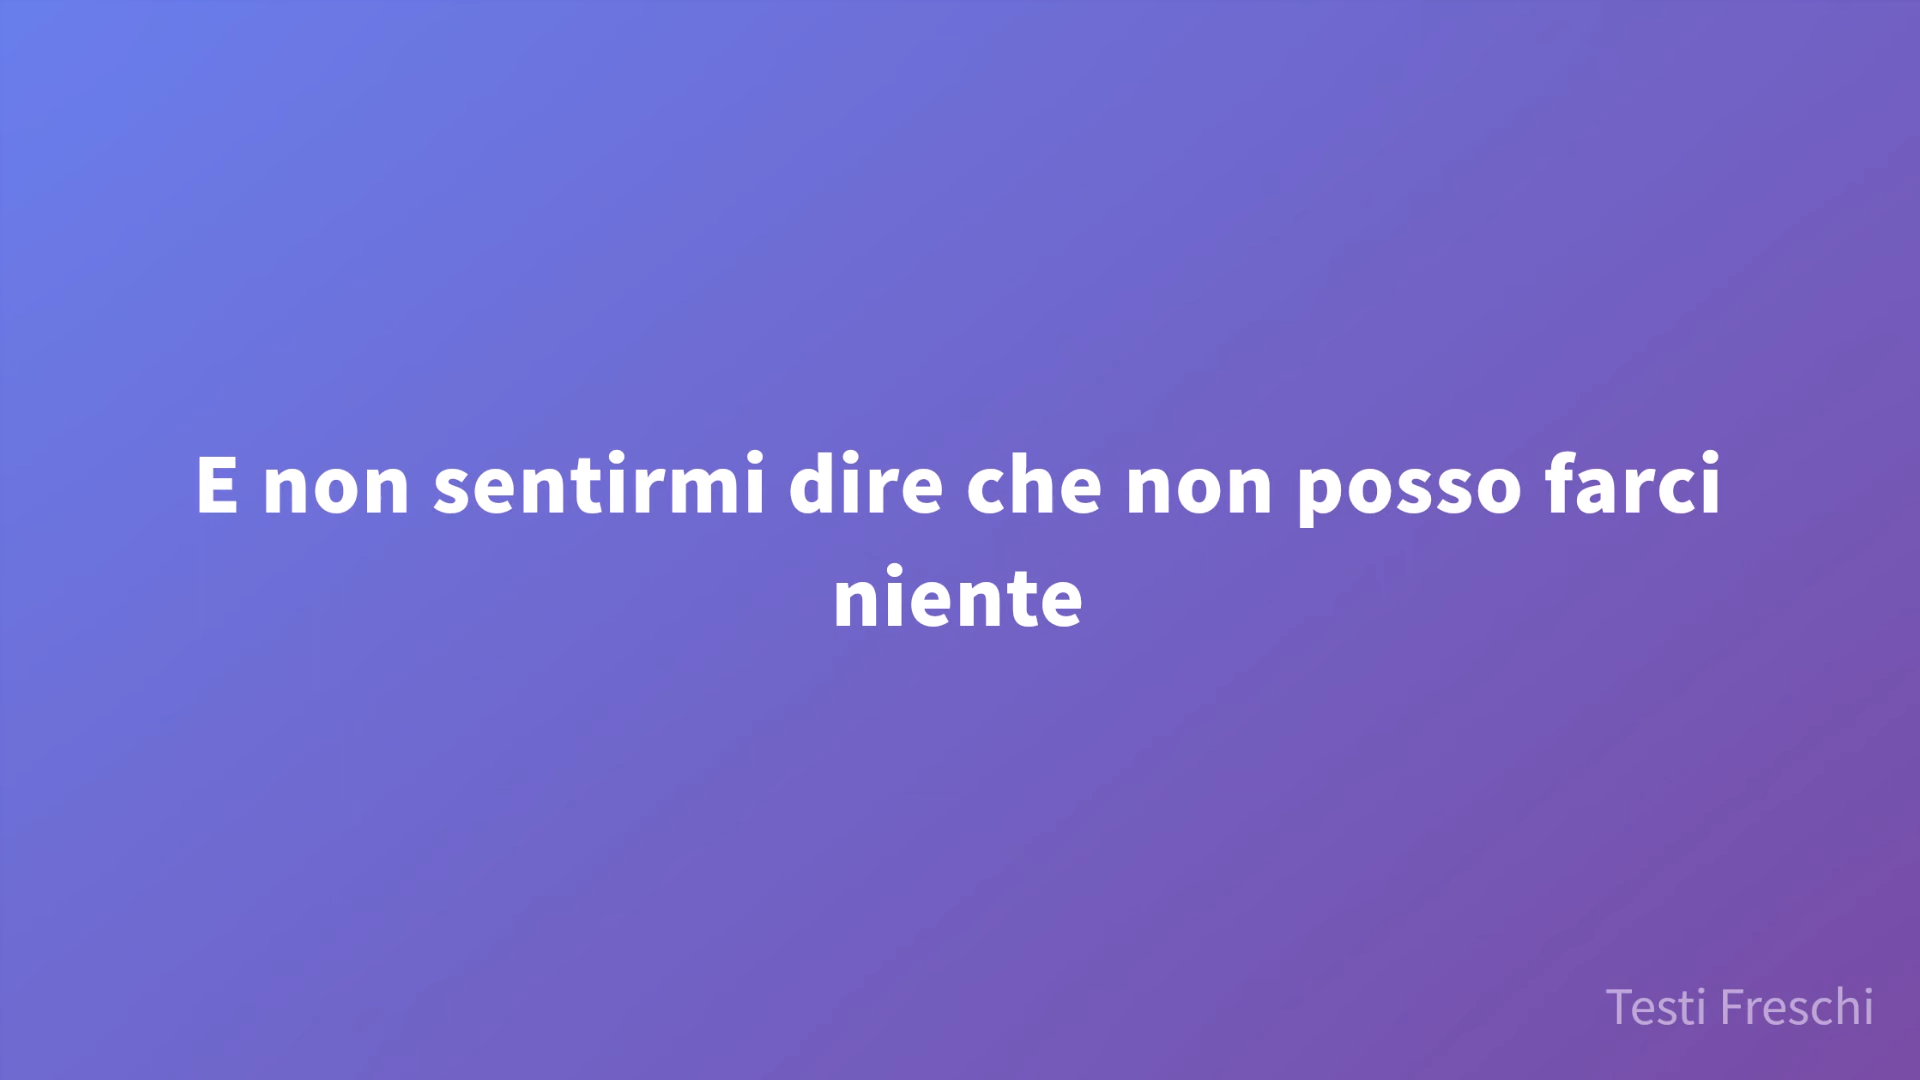 E non sentirmi dire che non posso farci
niente
Testi Freschi